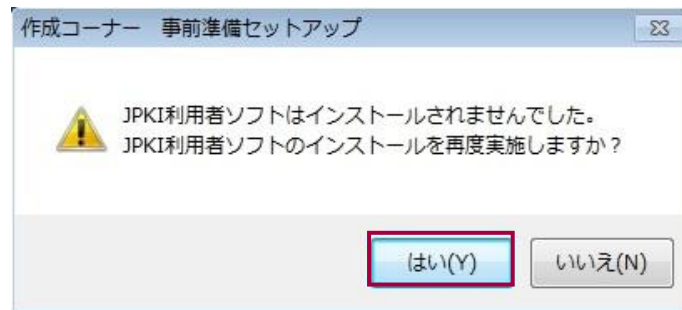 作成コーナー 事前準備セットアップ
JPKI利用者ソフトはインストールされませんでした。
JPKI利用者ソフトのインストールを再度実施しますか？
はい(Y) いいえ(N)